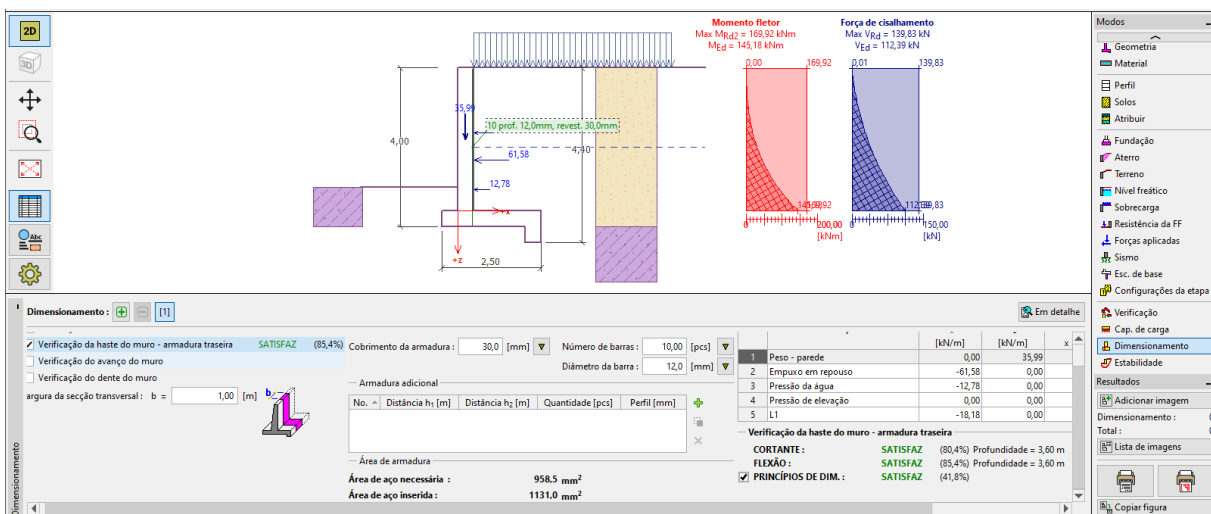 2D
3D
Momento fletor
Max MRd2 = 169,92 kNm
MEd = 145,18 kNm
Força de cisalhamento
Max VRd = 139,83 kN
VEd = 112,39 kN
0,00
169,92
0,01
139,83
35,99
10 prof. 12,0mm, revest. 30,0mm
4,00
4,40
61,58
12,78
+x
+z
2,50
0
200,00
[kNm]
0
150,00
[kN]
Modos
Geometria
Material
Perfil
Solos
Atribuir
Fundação
Aterro
Terreno
Nível freático
Sobrecarga
Resistência da FF
Forças aplicadas
Sismo
Esc. de base
Configurações da etapa
Verificação
Cap. de carga
Dimensionamento
Estabilidade
Resultados
Adicionar imagem
Dimensionamento :
Total :
Lista de imagens
Copiar figura
Dimensionamento
Dimensionamento : [1]
Em detalhe
Verificação da haste do muro - armadura traseira SATISFAZ (85,4%)
Verificação do avanço do muro
Verificação do dente do muro
argura da secção transversal : b = 1,00 [m]
b
Cobrimento da armadura : 30,0 [mm]
Número de barras : 10,00 [pcs]
Diâmetro da barra : 12,0 [mm]
Armadura adicional
No. Distância h1 [m] Distância h2 [m] Quantidade [pcs] Perfil [mm]
Área de armadura
Área de aço necessária : 958,5 mm2
Área de aço inserida : 1131,0 mm2
[kN/m] [kN/m] x
1 Peso - parede 0,00 35,99
2 Empuxo em repouso -61,58 0,00
3 Pressão da água -12,78 0,00
4 Pressão de elevação 0,00 0,00
5 L1 -18,18 0,00
Verificação da haste do muro - armadura traseira
CORTANTE : SATISFAZ (80,4%) Profundidade = 3,60 m
FLEXÃO : SATISFAZ (85,4%) Profundidade = 3,60 m
PRINCÍPIOS DE DIM. : SATISFAZ (41,8%)